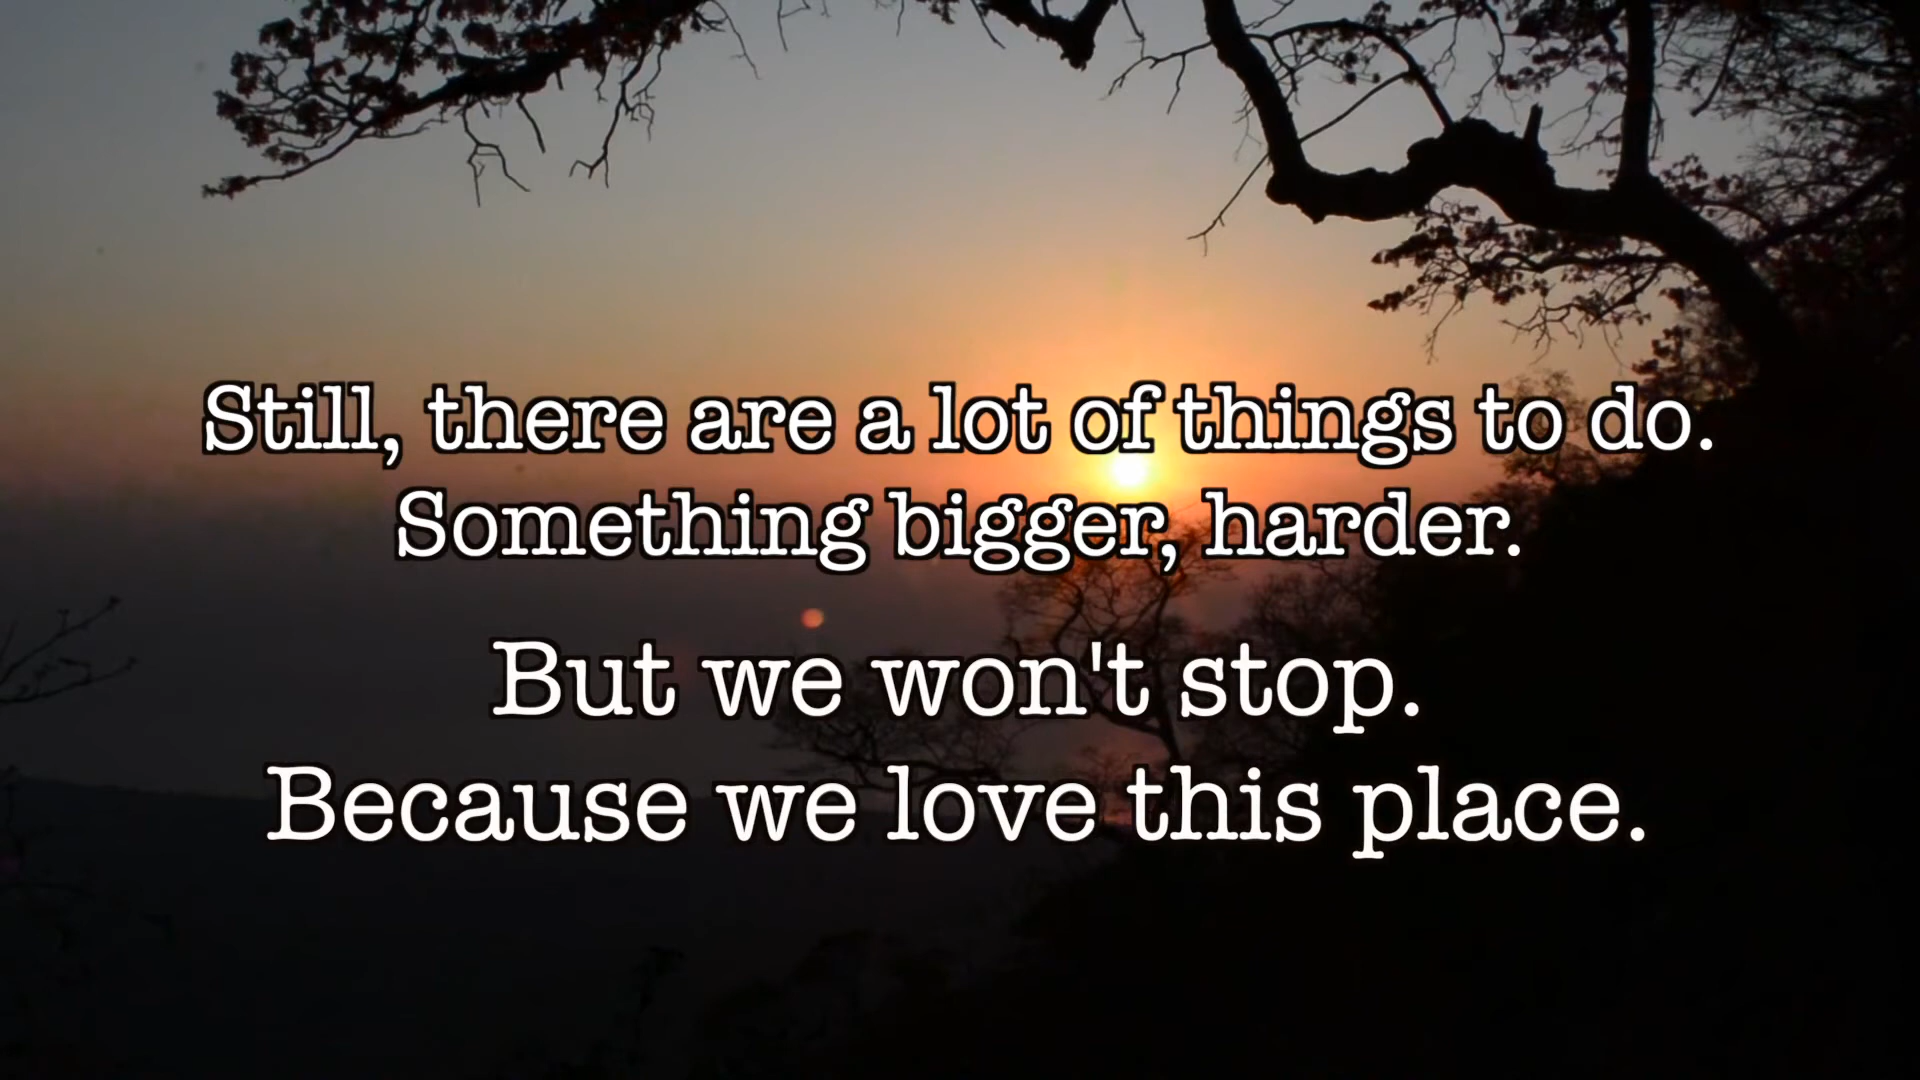 Still, there are a lot of things to do.
Something bigger, harder.
But we won't stop.
Because we love this place.